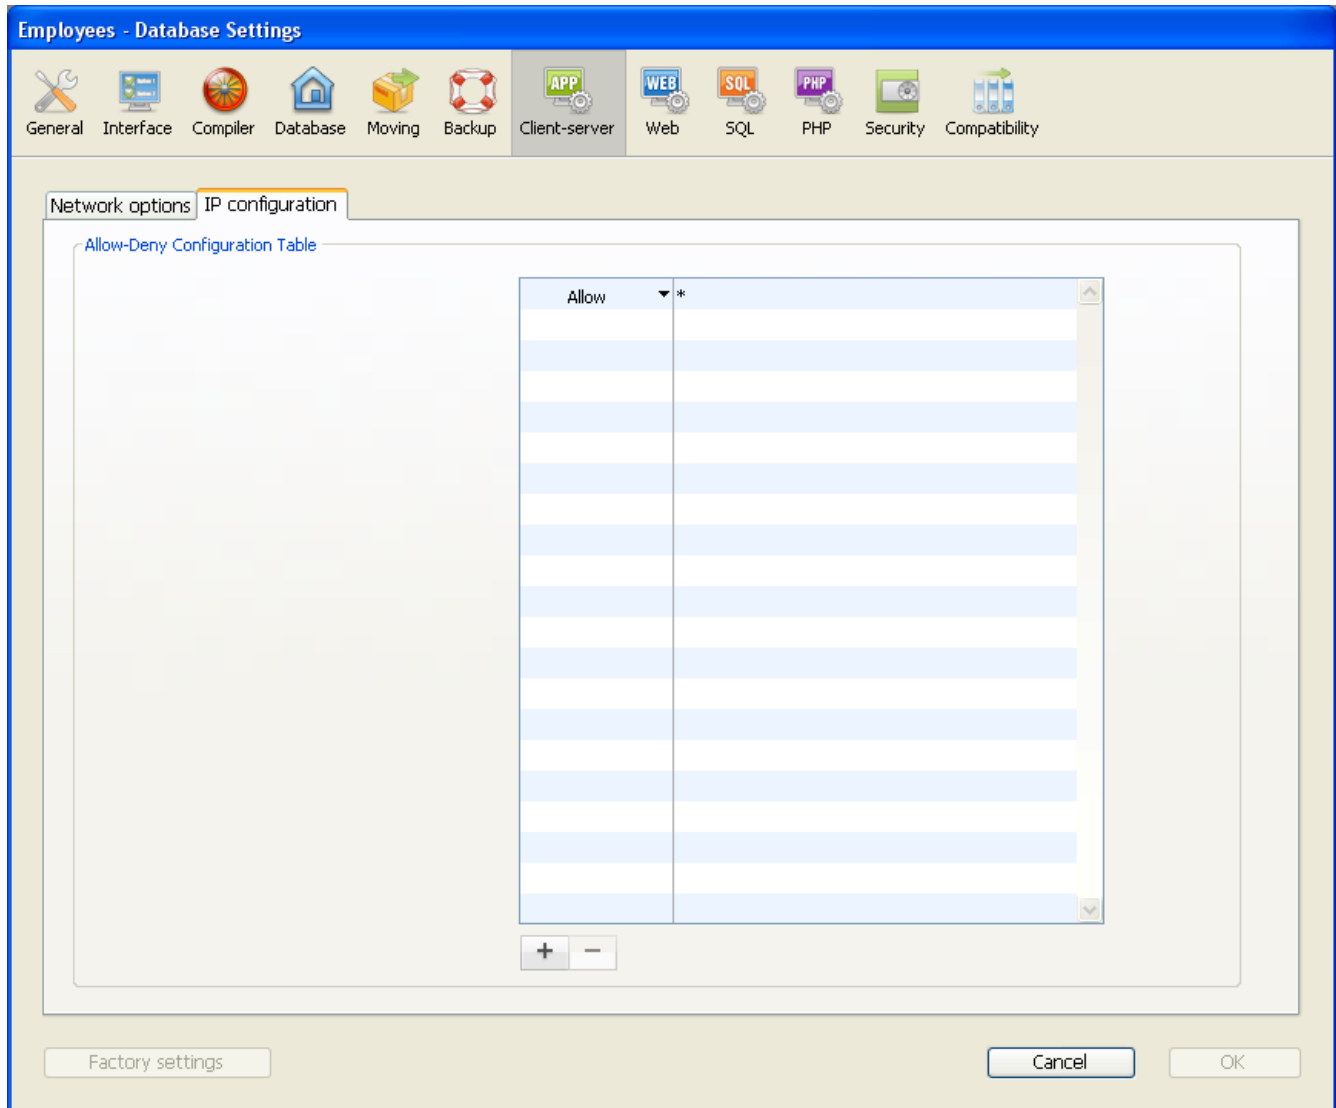 Employees - Database Settings
APP WEB SQL PHP
General Interface Compiler Database Moving Backup Client-server Web SQL PHP Security Compatibility
Network options IP configuration
Allow-Deny Configuration Table
Allow *
+ −
Factory settings Cancel OK